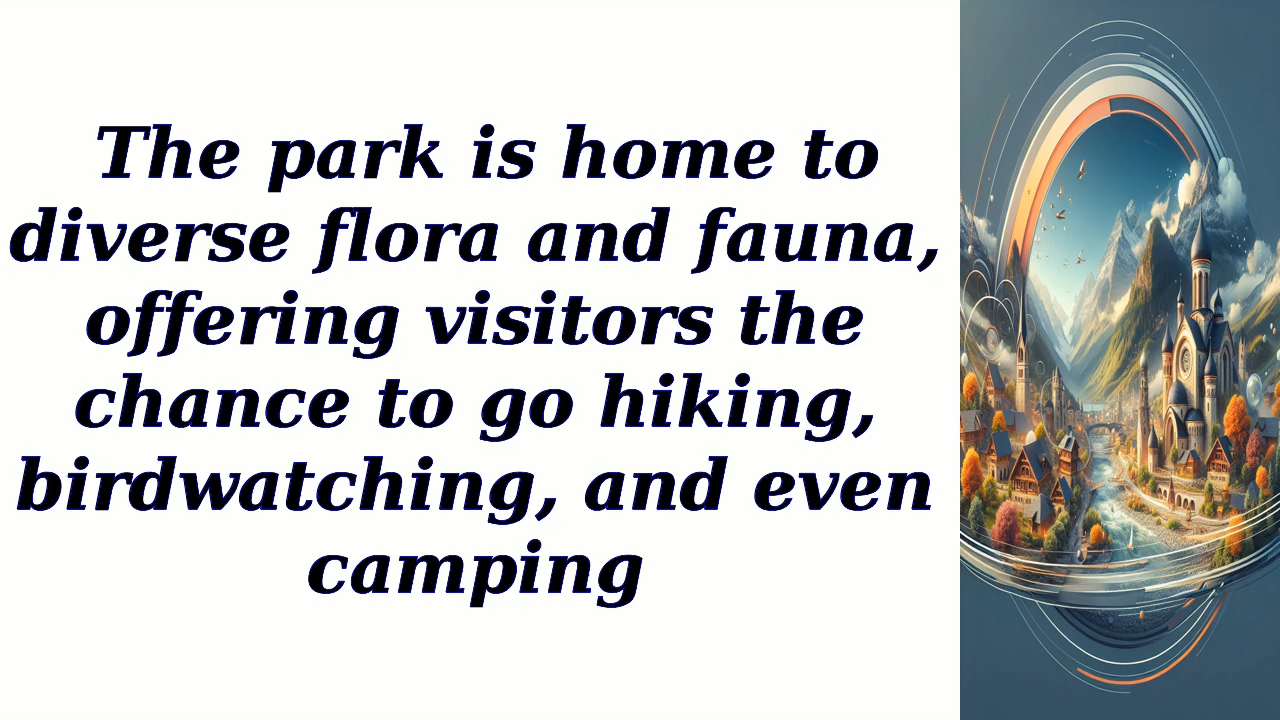 The park is home to
diverse flora and fauna,
offering visitors the
chance to go hiking,
birdwatching, and even
camping